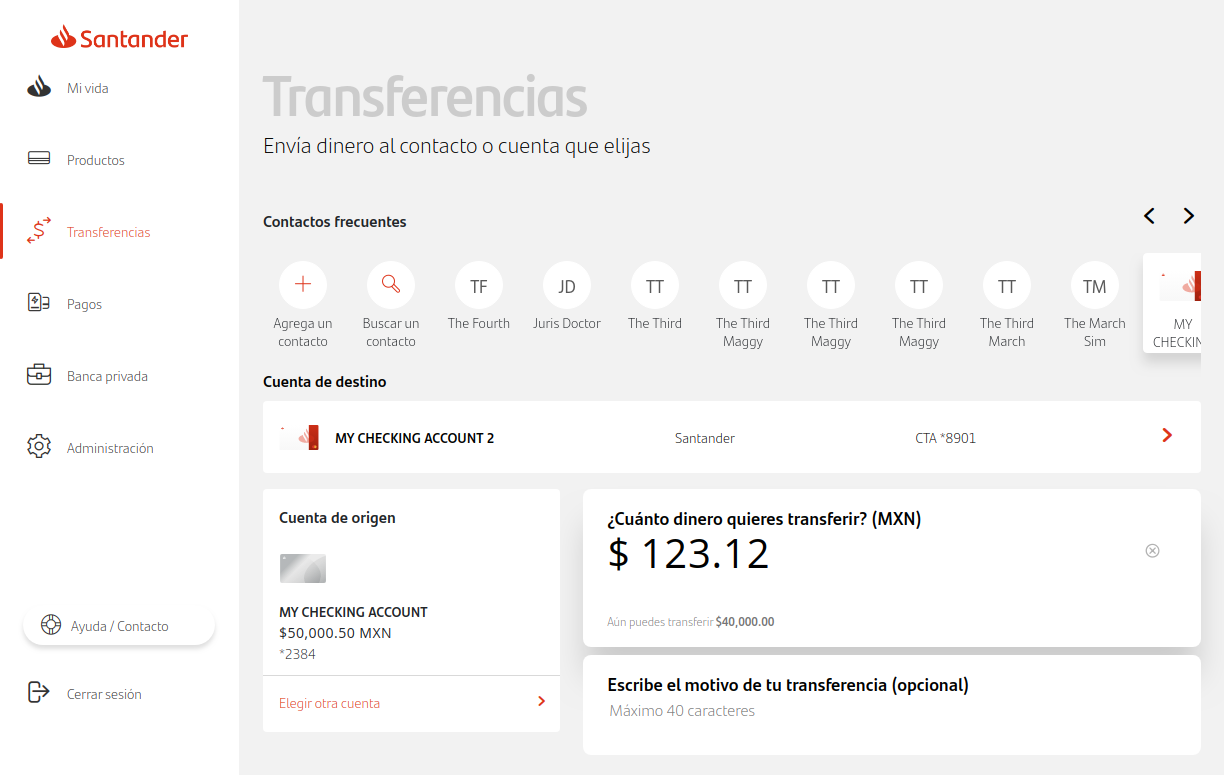 Santander
Mi vida
Productos
Transferencias
Pagos
Banca privada
Administración
Ayuda / Contacto
Cerrar sesión
Transferencias
Envía dinero al contacto o cuenta que elijas
Contactos frecuentes
Agrega un
contacto
Buscar un
contacto
TF
The Fourth
JD
Juris Doctor
TT
The Third
TT
The Third
Maggy
TT
The Third
Maggy
TT
The Third
Maggy
TT
The Third
March
TM
The March
Sim
MY
CHECKIN
Cuenta de destino
MY CHECKING ACCOUNT 2 Santander CTA *8901
Cuenta de origen
MY CHECKING ACCOUNT
$50,000.50 MXN
*2384
Elegir otra cuenta
¿Cuánto dinero quieres transferir? (MXN)
$ 123.12
Aún puedes transferir $40,000.00
Escribe el motivo de tu transferencia (opcional)
Máximo 40 caracteres